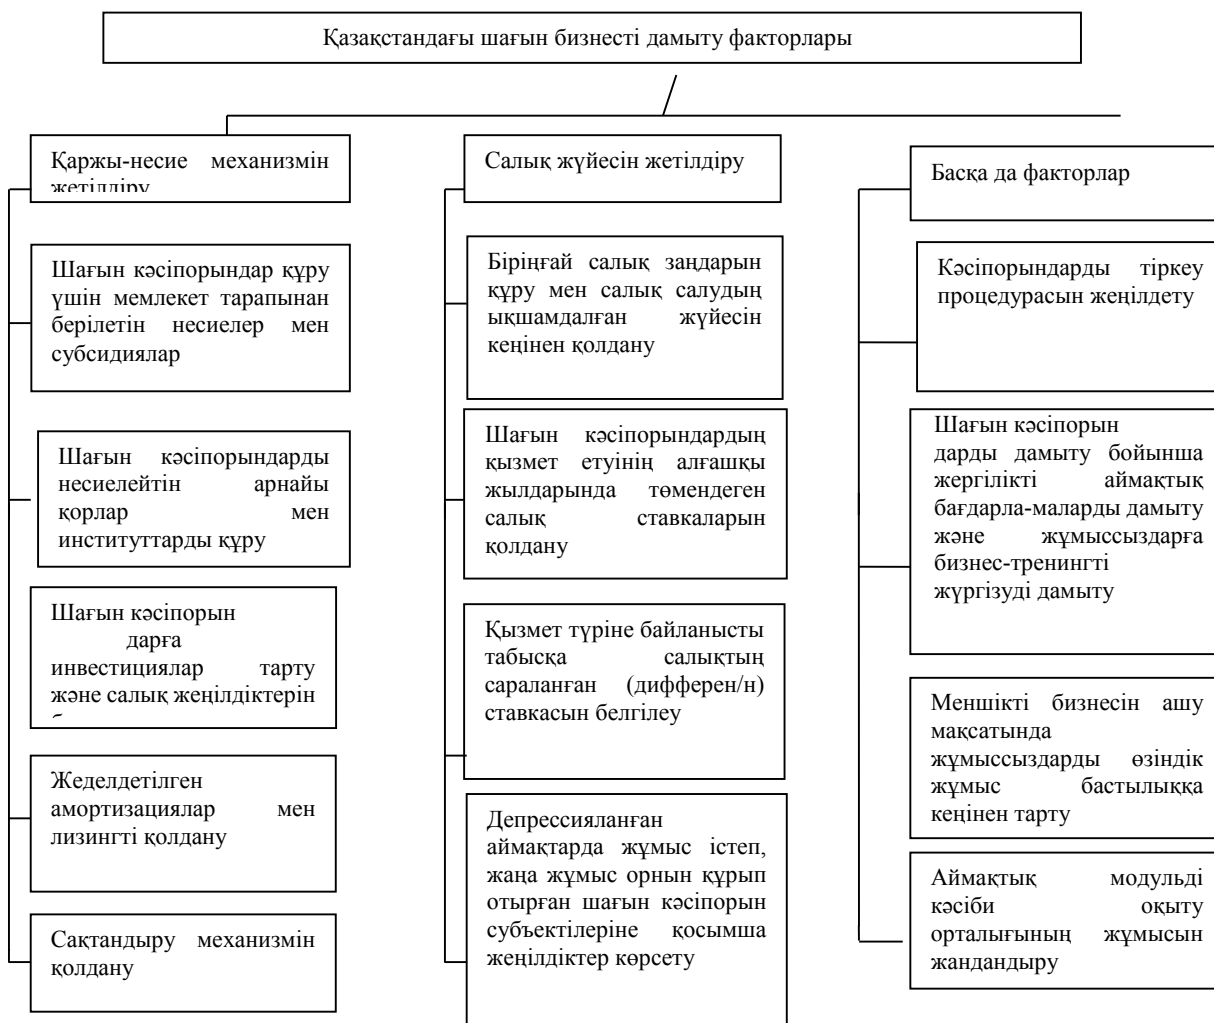 Қазақстандағы шағын бизнесті дамыту факторлары
Қаржы-несие механизмін
жетілдіру
Шағын кәсіпорындар құру
үшін мемлекет тарапынан
берілетін несиелер мен
субсидиялар
Шағын кәсіпорындарды
несиелейтін арнайы
қорлар мен
институттарды құру
Шағын кәсіпорын
дарға
инвестициялар тарту
және салық жеңілдіктерін
Жеделдетілген
амортизациялар мен
лизингті қолдану
Сақтандыру механизмін
қолдану
Салық жүйесін жетілдіру
Біріңғай салық заңдарын
құру мен салық салудың
ықшамдалған жүйесін
кеңінен қолдану
Шағын кәсіпорындардың
қызмет етуінің алғашқы
жылдарында төмендеген
салық ставкаларын
қолдану
Қызмет түріне байланысты
табысқа салықтың
сараланған (дифферен/н)
ставкасын белгілеу
Депрессияланған
аймақтарда жұмыс істеп,
жаңа жұмыс орнын құрып
отырған шағын кәсіпорын
субъектілеріне қосымша
жеңілдіктер көрсету
Басқа да факторлар
Кәсіпорындарды тіркеу
процедурасын жеңілдету
Шағын кәсіпорын
дарды дамыту бойынша
жергілікті аймақтық
бағдарла-маларды дамыту
және жұмыссыздарға
бизнес-тренингті
жүргізуді дамыту
Меншікті бизнесін ашу
мақсатында
жұмыссыздарды өзіндік
жұмыс бастылыққа
кеңінен тарту
Аймақтық модульді
кәсіби оқыту
орталығының жұмысын
жандандыру